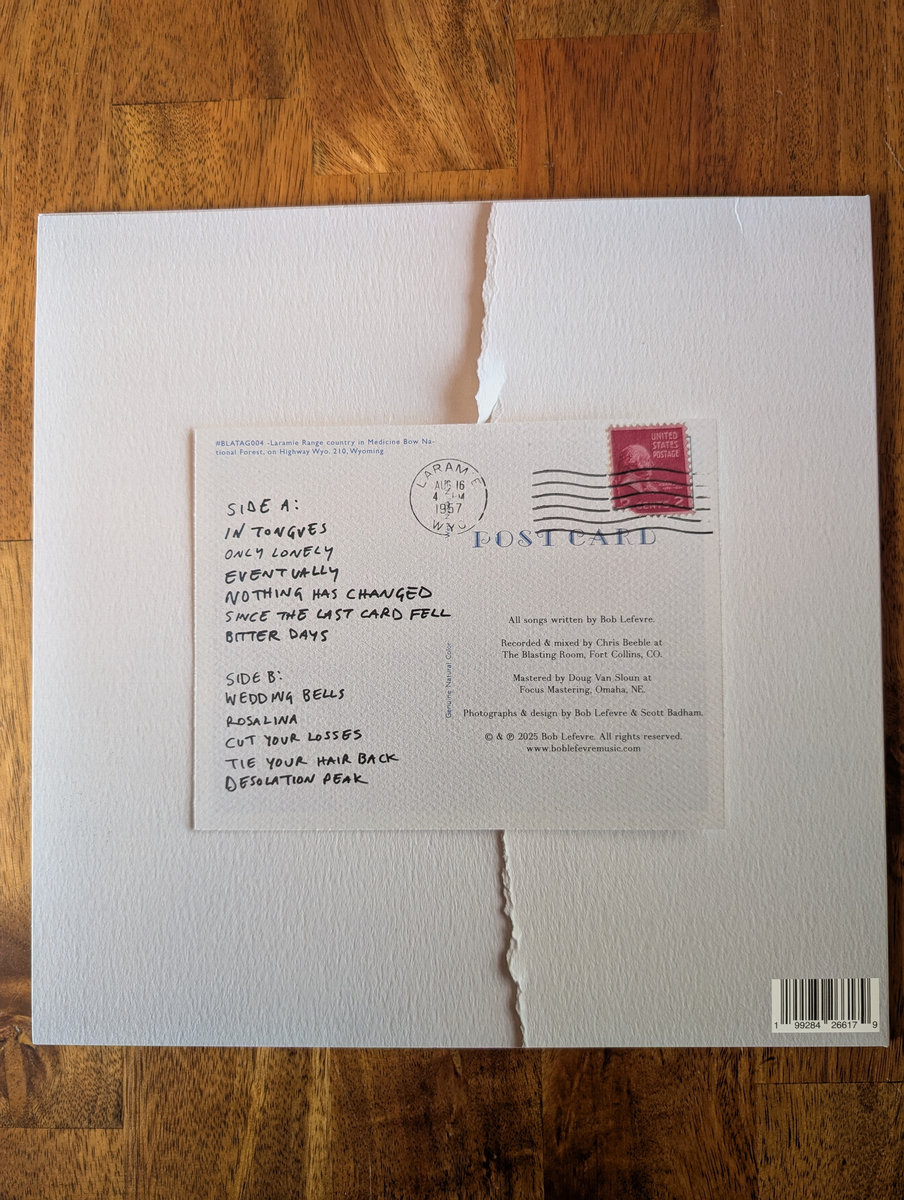 #BLATAG004 -Laramie Range country in Medicine Bow Na-
tional Forest, on Highway Wyo. 210, Wyoming
LARAMIE
AUG 16
4 PM
1957
WYO
UNITED
STATES
POSTAGE
2 CENTS 2
POST CARD
SIDE A:
IN TONGUES
ONLY LONELY
EVENTUALLY
NOTHING HAS CHANGED
SINCE THE LAST CARD FELL
BITTER DAYS
SIDE B:
WEDDING BELLS
ROSALINA
CUT YOUR LOSSES
TIE YOUR HAIR BACK
DESOLATION PEAK
Genuine Natural Color
All songs written by Bob Lefevre.
Recorded & mixed by Chris Beeble at
The Blasting Room, Fort Collins, CO.
Mastered by Doug Van Sloun at
Focus Mastering, Omaha, NE.
Photographs & design by Bob Lefevre & Scott Badham.
© & ℗ 2025 Bob Lefevre. All rights reserved.
www.boblefevremusic.com
1 99284 26617 9